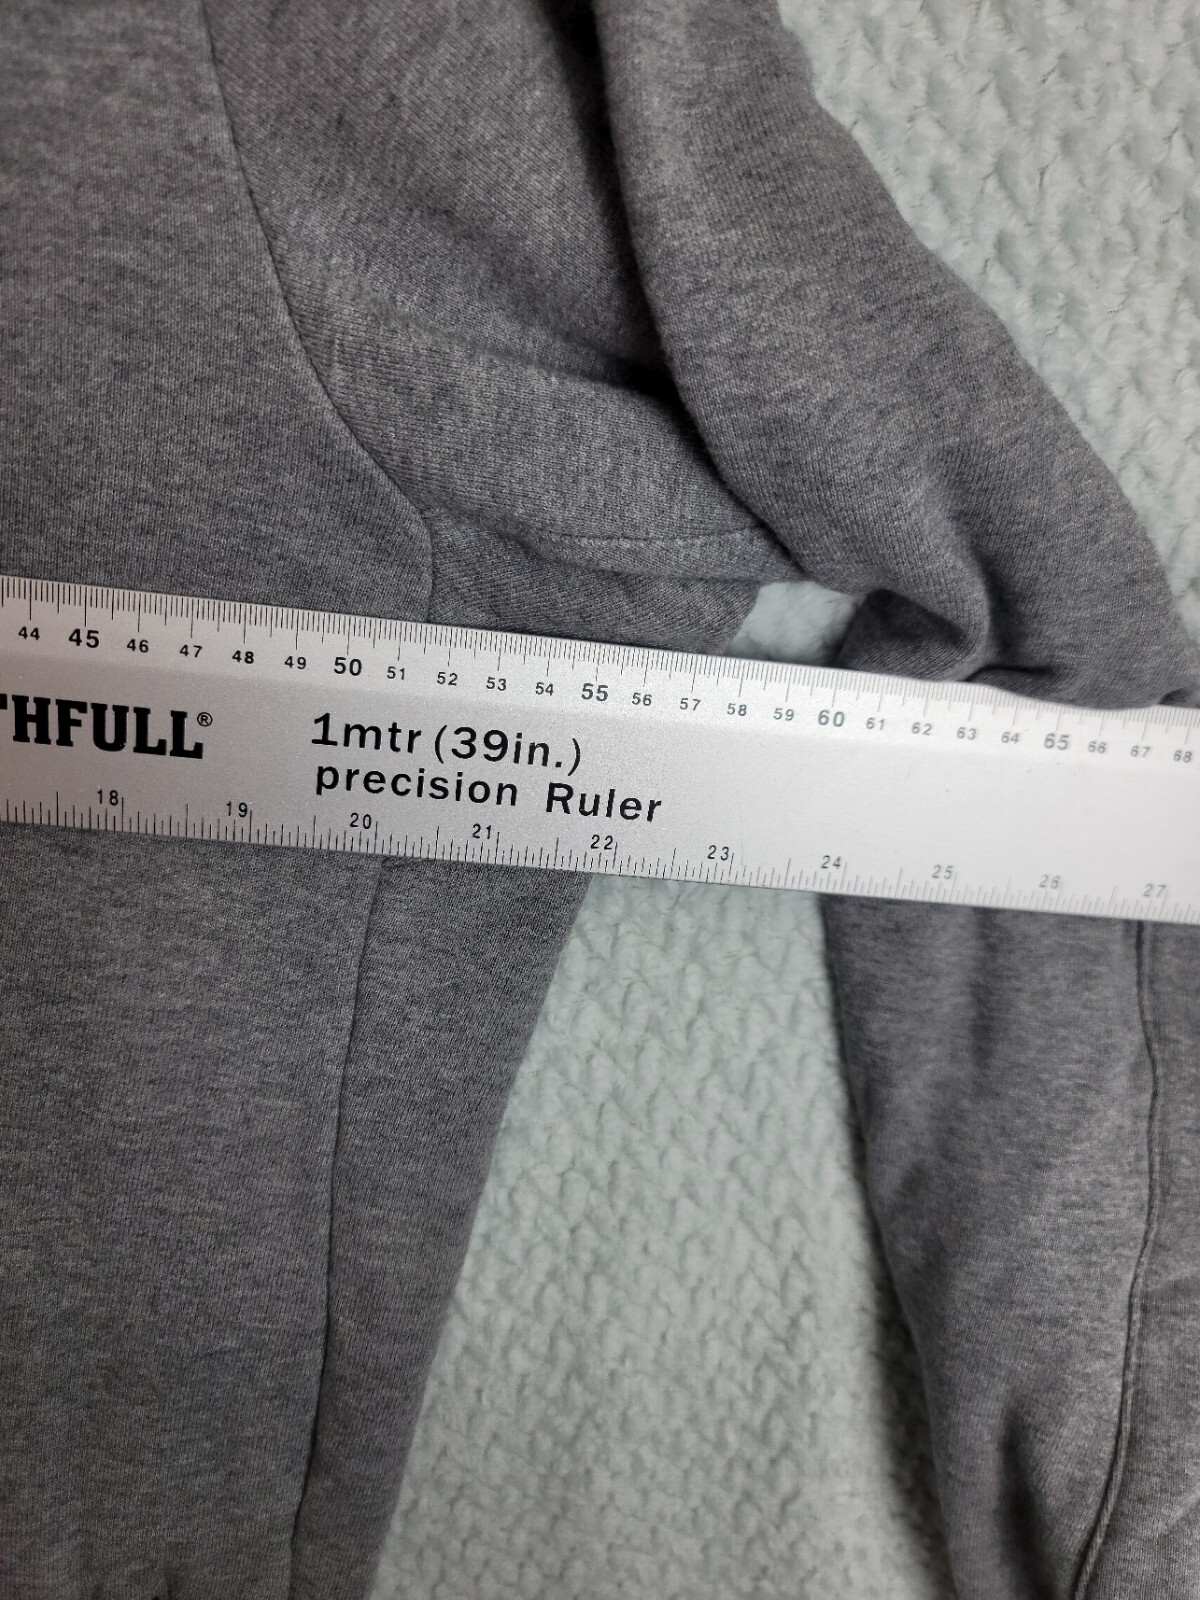 44 45 46 47 48 49 50 51 52 53 54 55 56 57 58 59 60 61 62 63 64 65 66 67 68
THFULL®
1mtr (39in.)
precision Ruler
18 19 20 21 22 23 24 25 26 27